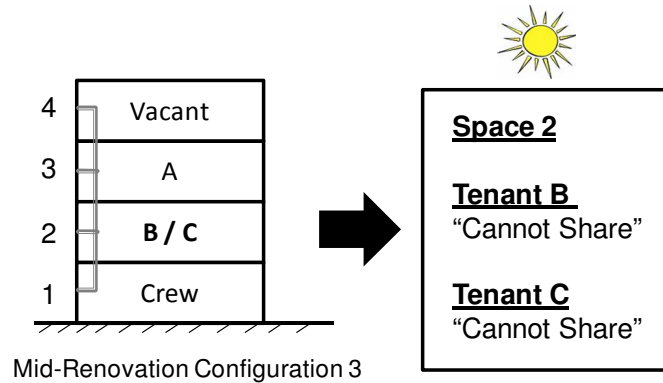 4
Vacant
3
A
2
B / C
1
Crew
Mid-Renovation Configuration 3
Space 2
Tenant B
“Cannot Share”
Tenant C
“Cannot Share”